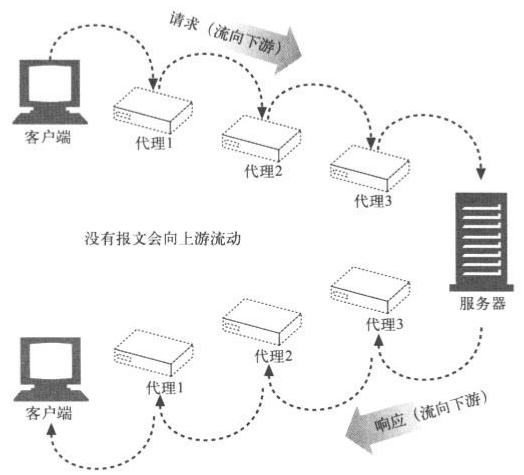 请求（流向下游）
客户端
代理1
代理2
代理3
没有报文会向上游流动
服务器
代理3
代理2
代理1
客户端
响应（流向下游）